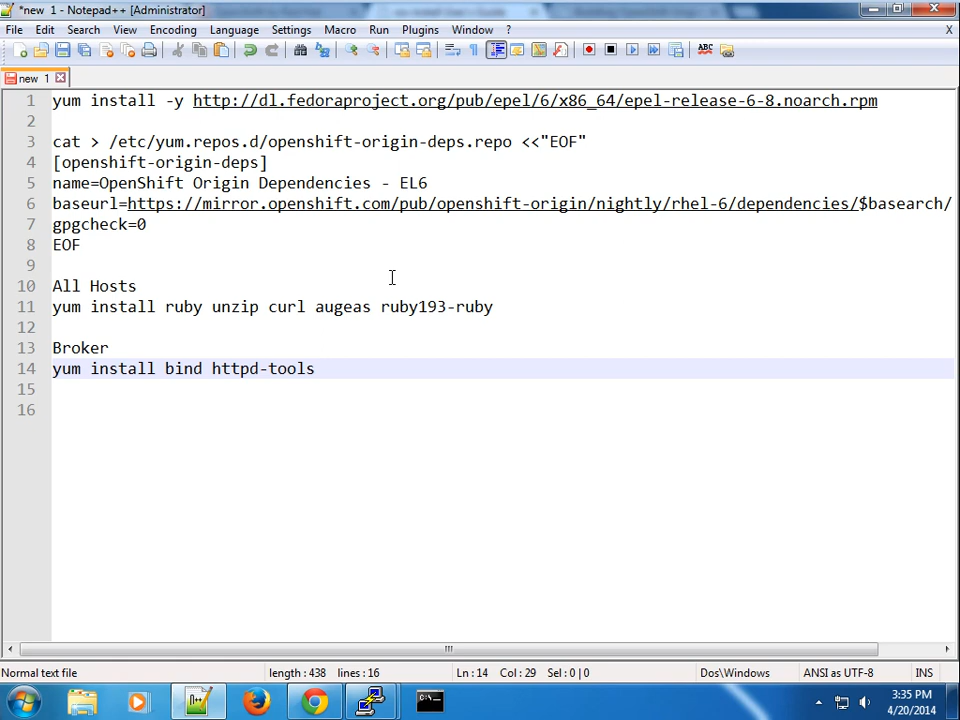 *new  1 - Notepad++ [Administrator]
File Edit Search View Encoding Language Settings Macro Run Plugins Window ? X
ABC
new  1
1 yum install -y http://dl.fedoraproject.org/pub/epel/6/x86_64/epel-release-6-8.noarch.rpm
2
3 cat > /etc/yum.repos.d/openshift-origin-deps.repo <<"EOF"
4 [openshift-origin-deps]
5 name=OpenShift Origin Dependencies - EL6
6 baseurl=https://mirror.openshift.com/pub/openshift-origin/nightly/rhel-6/dependencies/$basearch/
7 gpgcheck=0
8 EOF
9
10 All Hosts
11 yum install ruby unzip curl augeas ruby193-ruby
12
13 Broker
14 yum install bind httpd-tools
15
16
Normal text file length : 438 lines : 16 Ln : 14 Col : 29 Sel : 0 | 0 Dos\Windows ANSI as UTF-8 INS
3:35 PM
4/20/2014